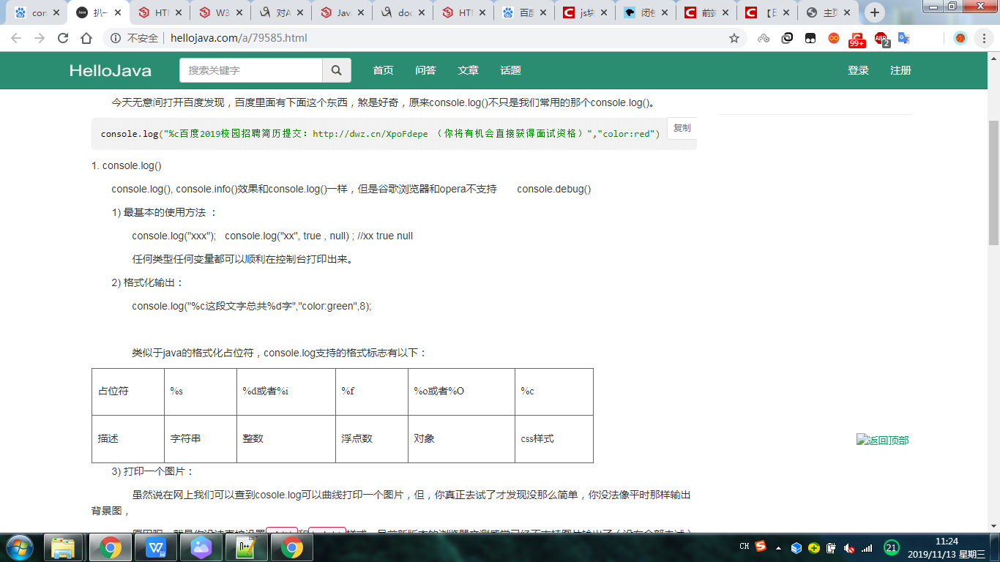 con
扒一
HTM
W3
对A
Java
doc
HTM
百度
js块
闭包
前端
【E
主页
不安全 | hellojava.com/a/79585.html
99+
ABP
2
HelloJava
搜索关键字
首页 问答 文章 话题
登录 注册
今天无意间打开百度发现，百度里面有下面这个东西，煞是好奇，原来console.log()不只是我们常用的那个console.log()。
console.log("%c百度2019校园招聘简历提交：http://dwz.cn/XpoFdepe （你将有机会直接获得面试资格）","color:red")
复制
1. console.log()
console.log(), console.info()效果和console.log()一样，但是谷歌浏览器和opera不支持 console.debug()
1) 最基本的使用方法 ：
console.log("xxx"); console.log("xx", true , null) ; //xx true null
任何类型任何变量都可以顺利在控制台打印出来。
2) 格式化输出：
console.log("%c这段文字总共%d字","color:green",8);
类似于java的格式化占位符，console.log支持的格式标志有以下：
占位符 %s %d或者%i %f %o或者%O %c
描述 字符串 整数 浮点数 对象 css样式
返回顶部
3) 打印一个图片：
虽然说在网上我们可以查到cosole.log可以曲线打印一个图片，但，你真正去试了才发现没那么简单，你没法像平时那样输出
背景图，
CH
21
11:24
2019/11/13 星期三